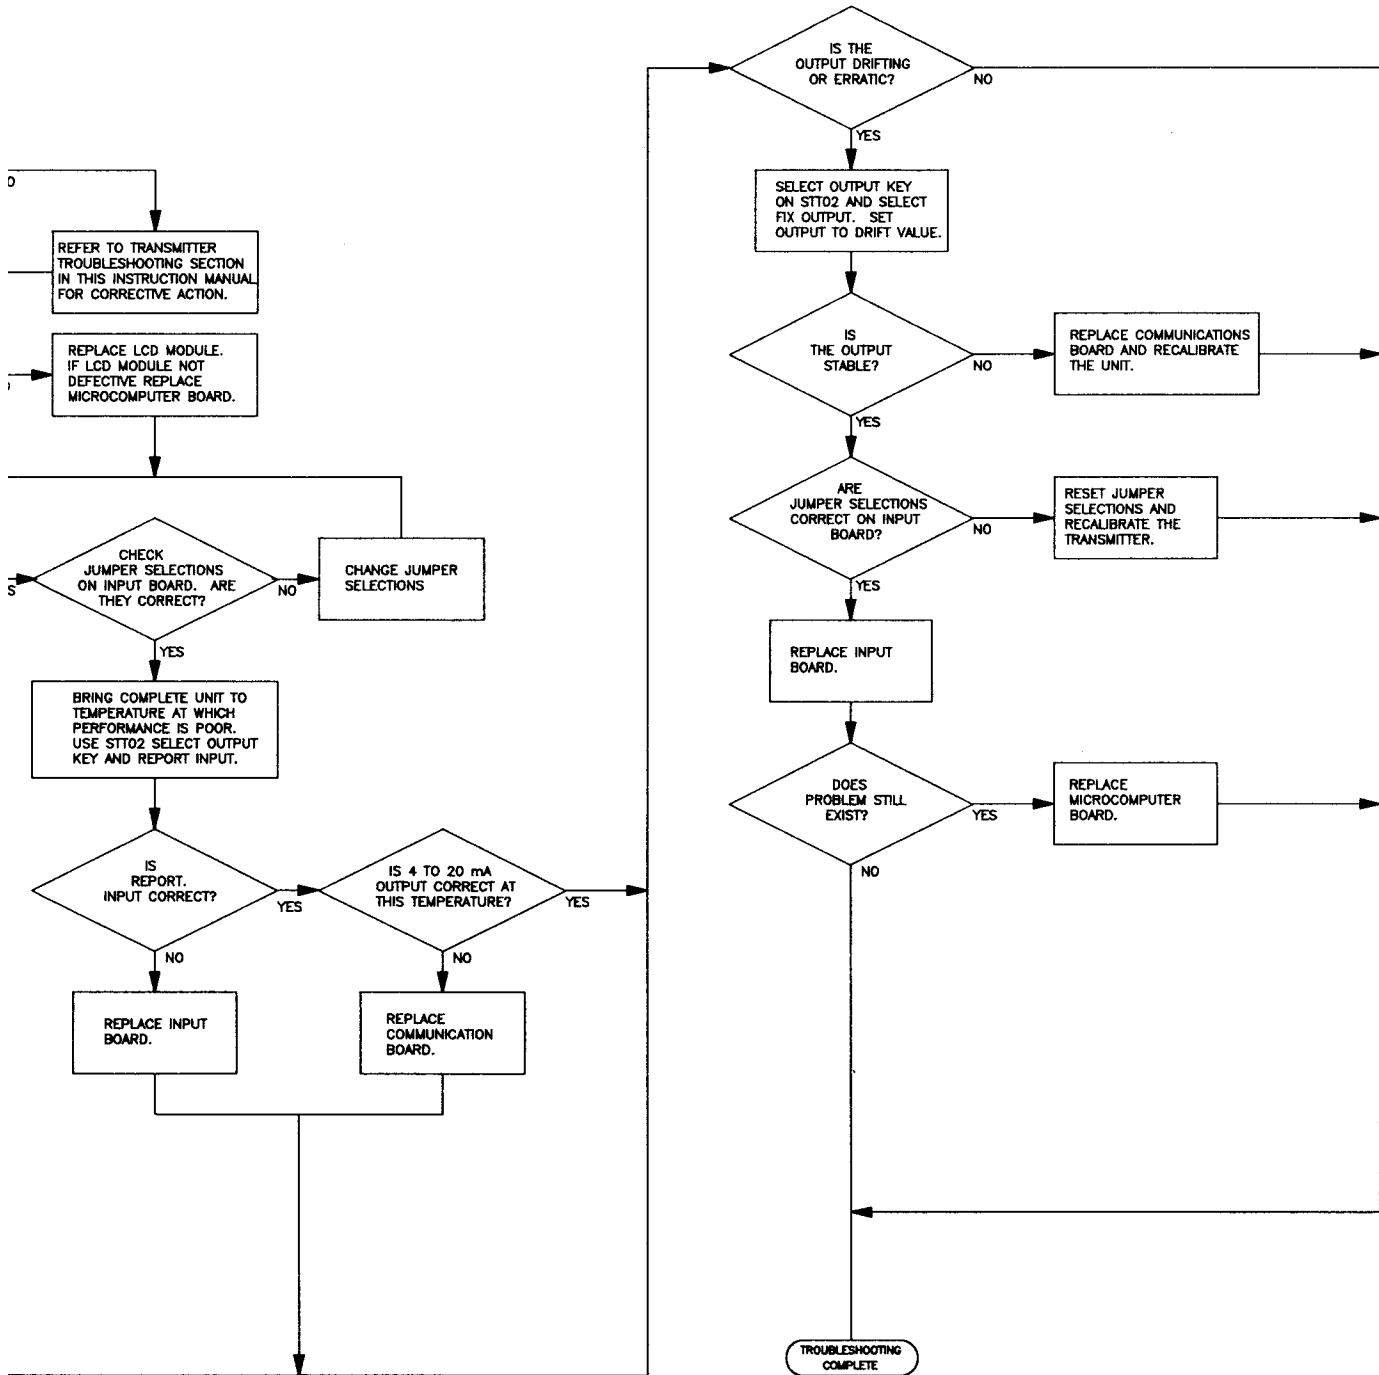 REFER TO TRANSMITTER
TROUBLESHOOTING SECTION
IN THIS INSTRUCTION MANUAL
FOR CORRECTIVE ACTION.
REPLACE LCD MODULE.
IF LCD MODULE NOT
DEFECTIVE REPLACE
MICROCOMPUTER BOARD.
CHECK
JUMPER SELECTIONS
ON INPUT BOARD. ARE
THEY CORRECT?
NO
CHANGE JUMPER
SELECTIONS
S
YES
BRING COMPLETE UNIT TO
TEMPERATURE AT WHICH
PERFORMANCE IS POOR.
USE STT02 SELECT OUTPUT
KEY AND REPORT INPUT.
IS
REPORT.
INPUT CORRECT?
YES
IS 4 TO 20 mA
OUTPUT CORRECT AT
THIS TEMPERATURE?
YES
NO
NO
REPLACE INPUT
BOARD.
REPLACE
COMMUNICATION
BOARD.
IS THE
OUTPUT DRIFTING
OR ERRATIC?
NO
YES
SELECT OUTPUT KEY
ON STT02 AND SELECT
FIX OUTPUT. SET
OUTPUT TO DRIFT VALUE.
IS
THE OUTPUT
STABLE?
NO
REPLACE COMMUNICATIONS
BOARD AND RECALIBRATE
THE UNIT.
YES
ARE
JUMPER SELECTIONS
CORRECT ON INPUT
BOARD?
NO
RESET JUMPER
SELECTIONS AND
RECALIBRATE THE
TRANSMITTER.
YES
REPLACE INPUT
BOARD.
DOES
PROBLEM STILL
EXIST?
YES
REPLACE
MICROCOMPUTER
BOARD.
NO
TROUBLESHOOTING
COMPLETE